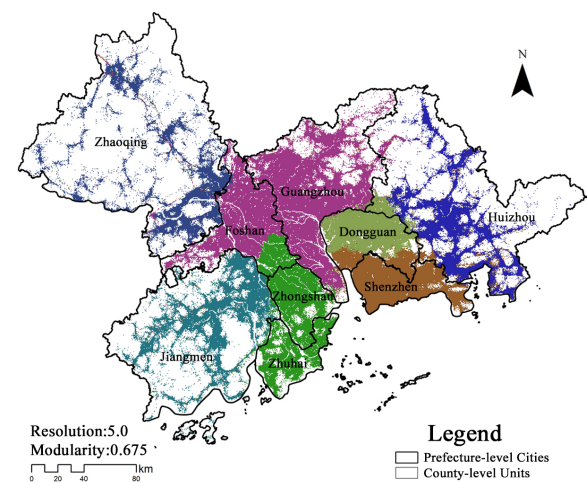 N
Zhaoqing
Guangzhou
Huizhou
Foshan
Dongguan
Shenzhen
Zhongshan
Jiangmen
Zhuhai
Resolution:5.0
Modularity:0.675
0 20 40 80 km
Legend
Prefecture-level Cities
County-level Units